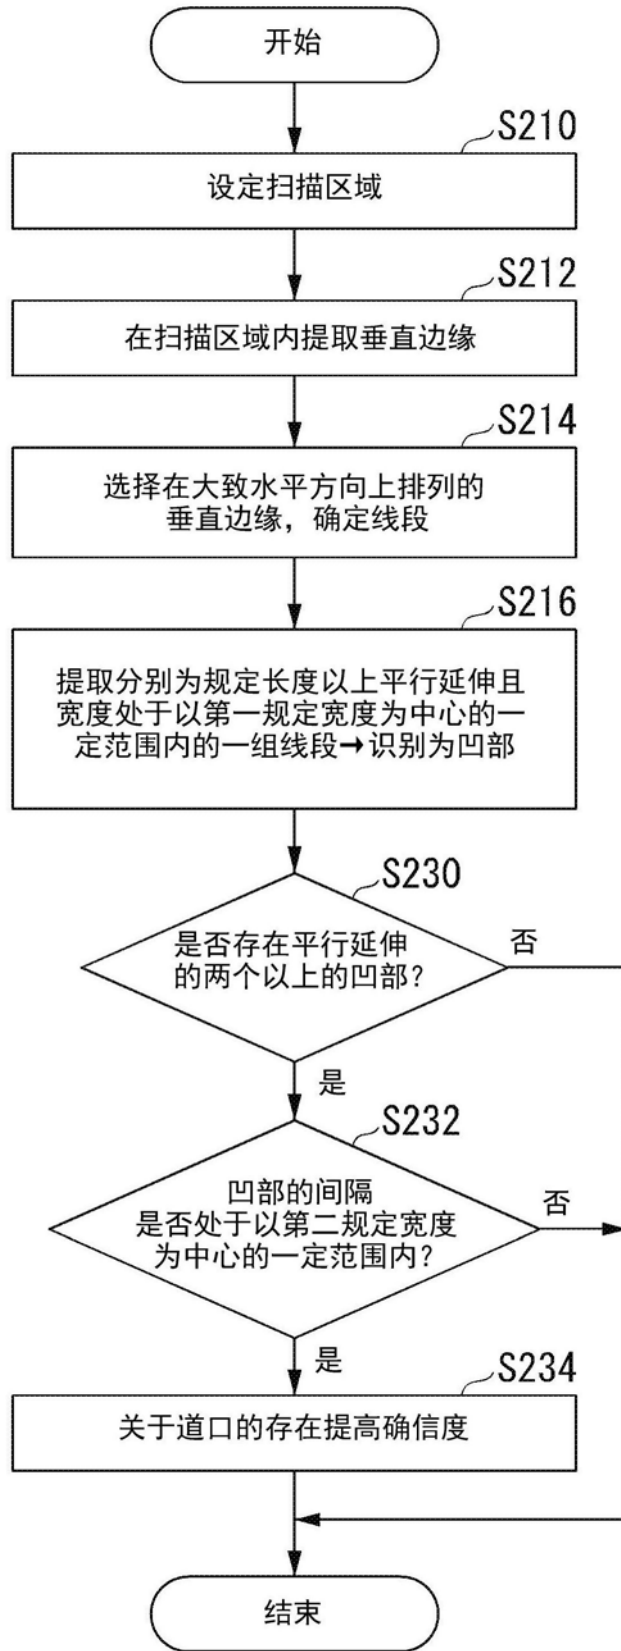 开始
S210
设定扫描区域
S212
在扫描区域内提取垂直边缘
S214
选择在大致水平方向上排列的
垂直边缘，确定线段
S216
提取分别为规定长度以上平行延伸且
宽度处于以第一规定宽度为中心的一
定范围内的一组线段→识别为凹部
S230
是否存在平行延伸
的两个以上的凹部？
否
是
S232
凹部的间隔
是否处于以第二规定宽度
为中心的一定范围内？
否
是
S234
关于道口的存在提高确信度
结束